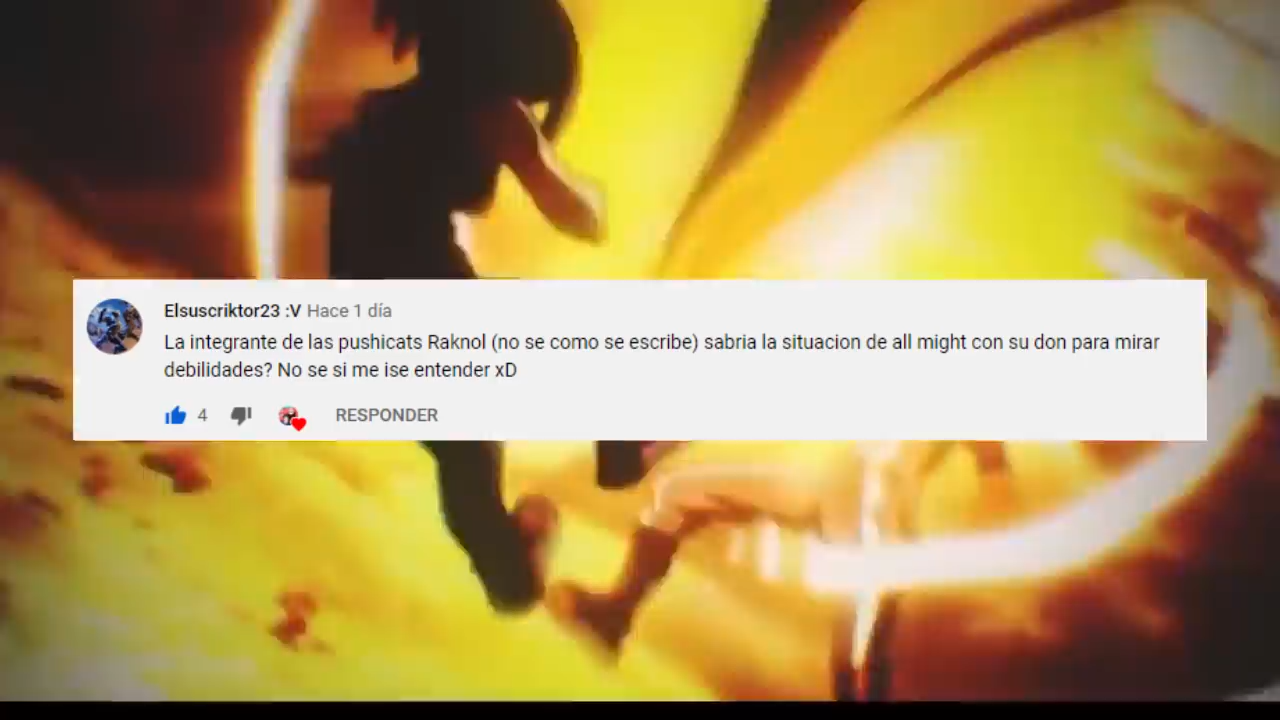 Elsuscriktor23 :V Hace 1 día
La integrante de las pushicats Raknol (no se como se escribe) sabria la situacion de all might con su don para mirar
debilidades? No se si me ise entender xD
4 RESPONDER